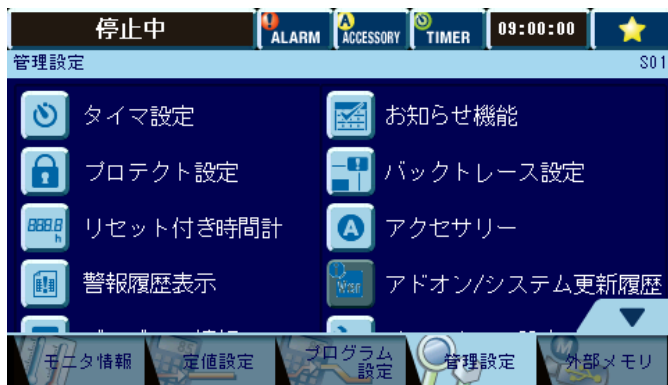 停止中
ALARM
ACCESSORY
TIMER
09:00:00
管理設定
S01
タイマ設定
お知らせ機能
プロテクト設定
バックトレース設定
888.8
h
リセット付き時間計
A
アクセサリー
警報履歴表示
アドオン/システム更新履歴
モニタ情報
定値設定
プログラム
設定
管理設定
外部メモリ